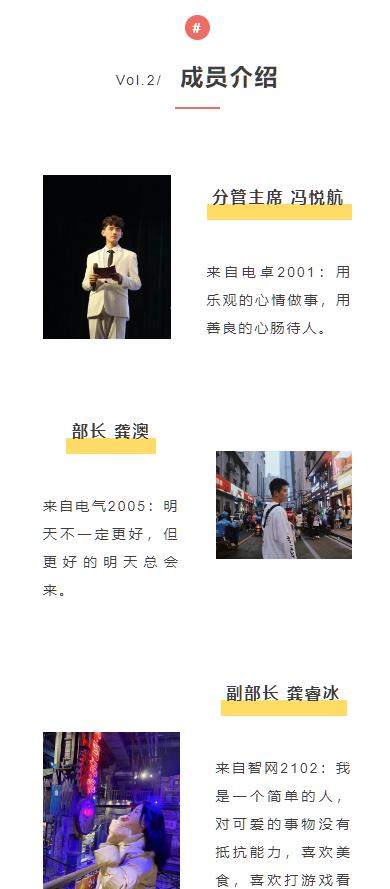 #
Vol.2/ 成员介绍
分管主席 冯悦航
来自电卓2001：用
乐观的心情做事，用
善良的心肠待人。
部长 龚澳
来自电气2005：明
天不一定更好，但
更好的明天总会
来。
副部长 龚睿冰
来自智网2102：我
是一个简单的人，
对可爱的事物没有
抵抗能力，喜欢美
食，喜欢打游戏看